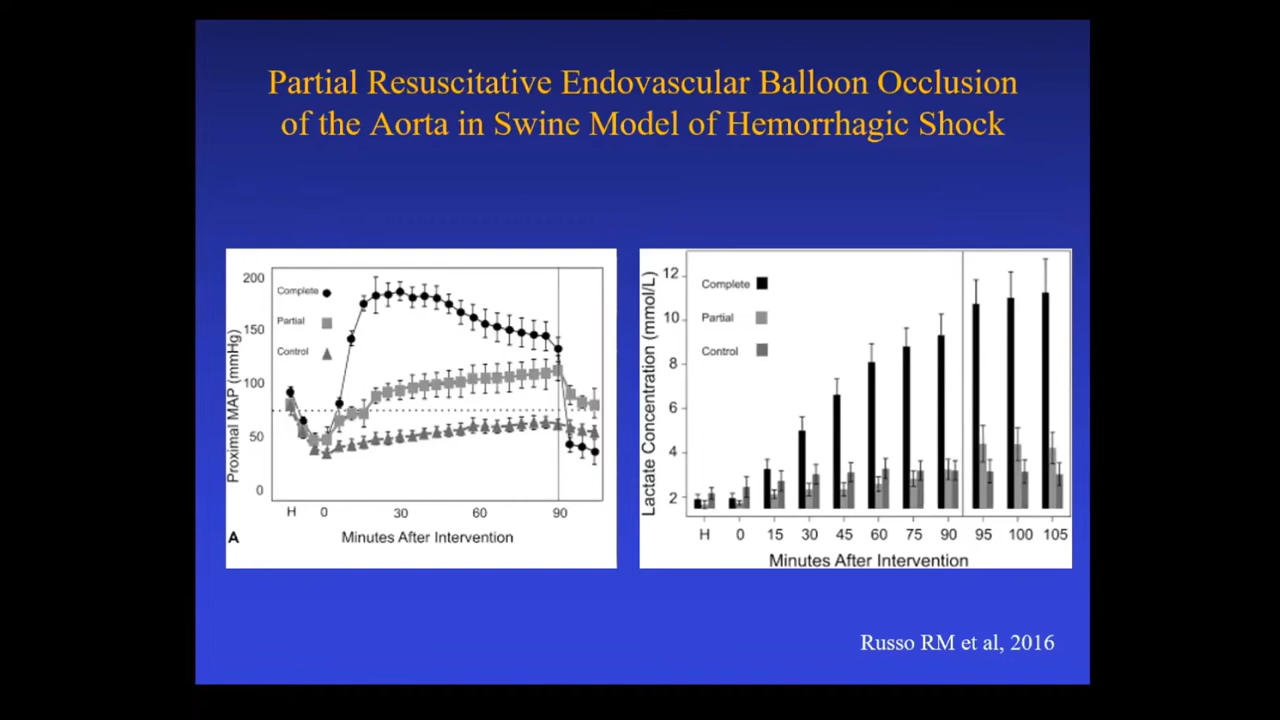 Partial Resuscitative Endovascular Balloon Occlusion
of the Aorta in Swine Model of Hemorrhagic Shock
Proximal MAP (mmHg)
200
150
100
50
0
Complete
Partial
Control
H 0 30 60 90
Minutes After Intervention
A
Lactate Concentration (mmol/L)
12
10
8
6
4
2
Complete
Partial
Control
H 0 15 30 45 60 75 90 95 100 105
Minutes After Intervention
Russo RM et al, 2016